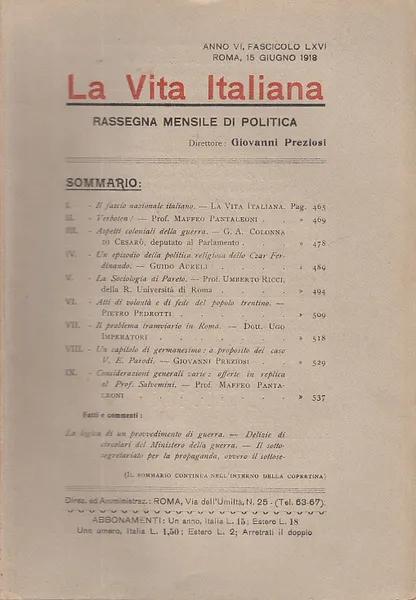 ANNO VI, FASCICOLO LXVI
ROMA, 15 GIUGNO 1918
La Vita Italiana
RASSEGNA MENSILE DI POLITICA
Direttore: Giovanni Preziosi
SOMMARIO:
I. - Il fascio nazionale italiano. — LA VITA ITALIANA. Pag. 465
II. - Verboten! — Prof. MAFFEO PANTALEONI . . » 469
III. - Aspetti coloniali della guerra. — G. A. COLONNA
DI CESARÒ, deputato al Parlamento . . . » 478
IV. - Un episodio della politica religiosa dello Czar Fer-
dinando. — GUIDO AURELI . . . . » 489
V. - La Sociologia di Pareto. — Prof. UMBERTO RICCI,
della R. Università di Roma . . . . » 494
VI. - Atti di volontà e di fede del popolo trentino. —
PIETRO PEDROTTI . . . . . . » 509
VII. - Il problema tramviario in Roma. — Dott. UGO
IMPERATORI . . . . . . . » 518
VIII. - Un capitolo di germanesimo: a proposito del caso
V. E. Parodi. — GIOVANNI PREZIOSI . . » 529
IX. - Considerazioni generali varie: offerte in replica
al Prof. Salvemini. — Prof. MAFFEO PANTA-
LEONI . . . . . . . . » 537
Fatti e commenti:
La logica di un provvedimento di guerra. — Delizie di
circolari del Ministero della guerra. — Il sotto-
segretariato per la propaganda, ovvero il sottose-
(IL SOMMARIO CONTINUA NELL'INTERNO DELLA COPERTINA)
Direz. ed Amministraz.: ROMA, Via dell'Umiltà, N. 25 - (Tel. 63-67).
ABBONAMENTI: Un anno, Italia L. 15; Estero L. 18
Un numero, Italia L. 1,50; Estero L. 2; Arretrati il doppio